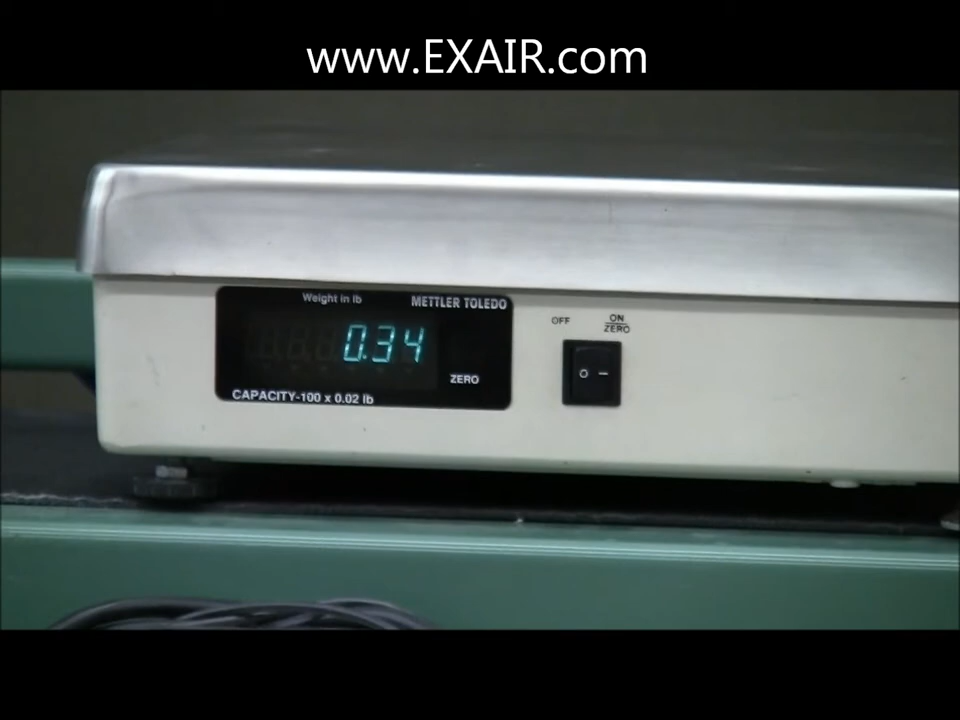 www.EXAIR.com
Weight in lb
METTLER TOLEDO
0.34
ZERO
CAPACITY-100 x 0.02 lb
OFF
ON
ZERO
O –